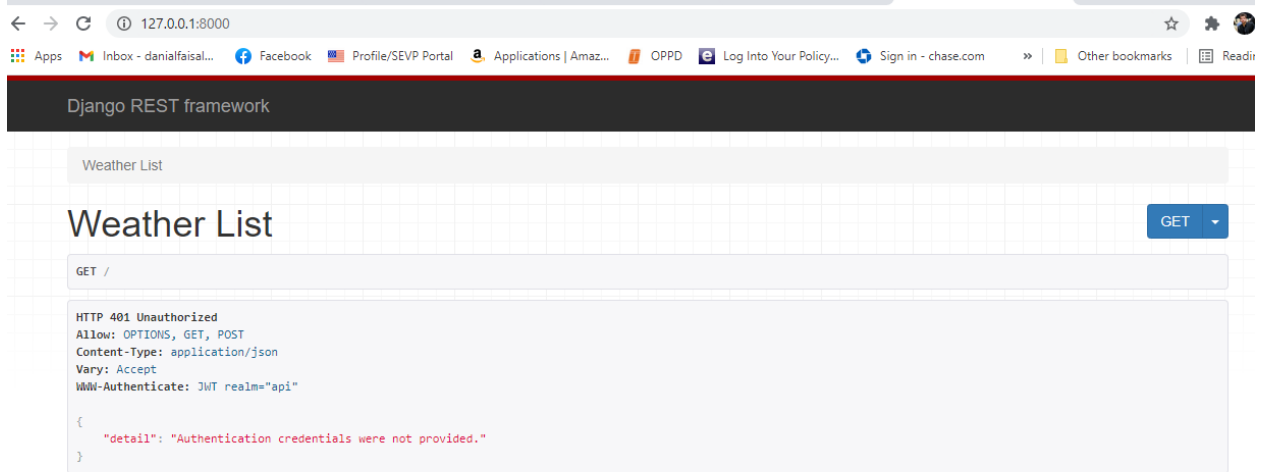 127.0.0.1:8000
Apps Inbox - danialfaisal... Facebook Profile/SEVP Portal Applications | Amaz... OPPD Log Into Your Policy... Sign in - chase.com » Other bookmarks
Django REST framework
Weather List
Weather List
GET
GET /
HTTP 401 Unauthorized
Allow: OPTIONS, GET, POST
Content-Type: application/json
Vary: Accept
WWW-Authenticate: JWT realm="api"
{
"detail": "Authentication credentials were not provided."
}